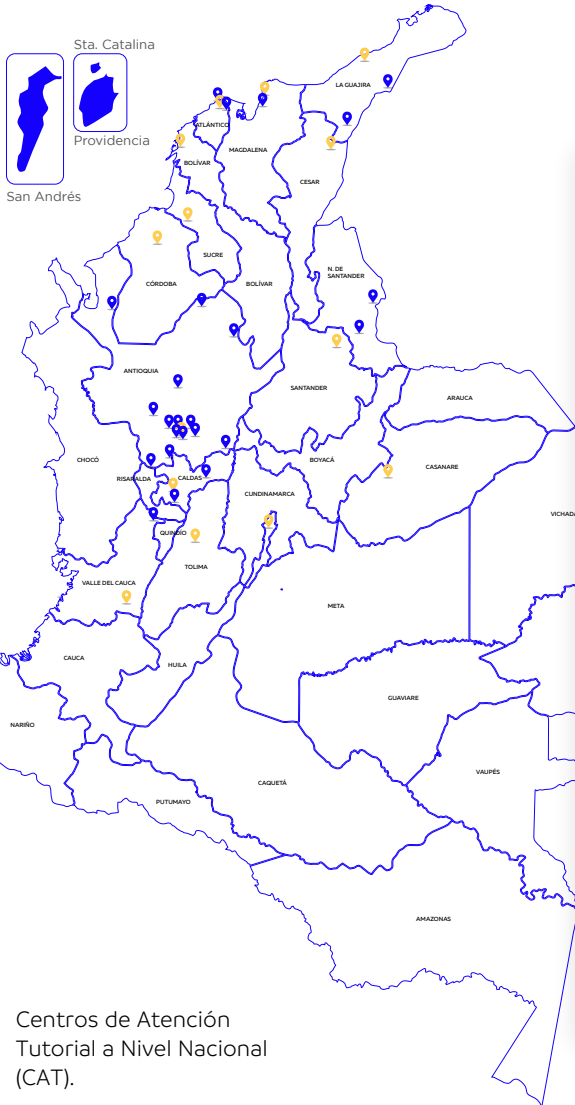 Sta. Catalina
Providencia
San Andrés
LA GUAJIRA
ATLÁNTICO
MAGDALENA
BOLÍVAR
CESAR
SUCRE
N. DE
SANTANDER
CÓRDOBA
BOLÍVAR
ANTIOQUIA
SANTANDER
ARAUCA
CHOCÓ
BOYACÁ
CASANARE
RISARALDA
CALDAS
CUNDINAMARCA
VICHADA
QUINDIO
TOLIMA
VALLE DEL CAUCA
META
CAUCA
HUILA
GUAVIARE
NARIÑO
VAUPÉS
CAQUETÁ
PUTUMAYO
AMAZONAS
Centros de Atención
Tutorial a Nivel Nacional
(CAT).